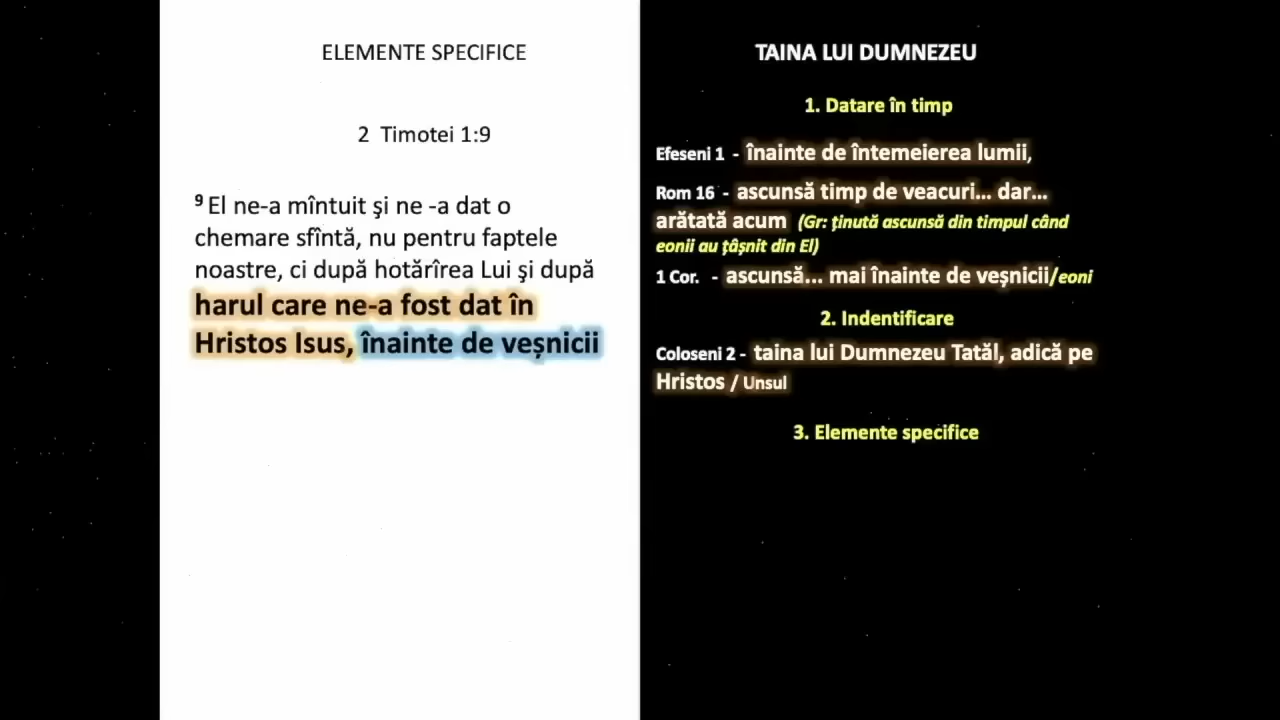 ELEMENTE SPECIFICE
2 Timotei 1:9
9 El ne-a mîntuit şi ne -a dat o
chemare sfîntă, nu pentru faptele
noastre, ci după hotărîrea Lui şi după
harul care ne-a fost dat în
Hristos Isus, înainte de veșnicii
TAINA LUI DUMNEZEU
1. Datare în timp
Efeseni 1 - înainte de întemeierea lumii,
Rom 16 - ascunsă timp de veacuri... dar...
arătată acum (Gr: ţinută ascunsă din timpul când
eonii au ţâşnit din El)
1 Cor. - ascunsă... mai înainte de veșnicii/eoni
2. Indentificare
Coloseni 2 - taina lui Dumnezeu Tatăl, adică pe
Hristos / Unsul
3. Elemente specifice